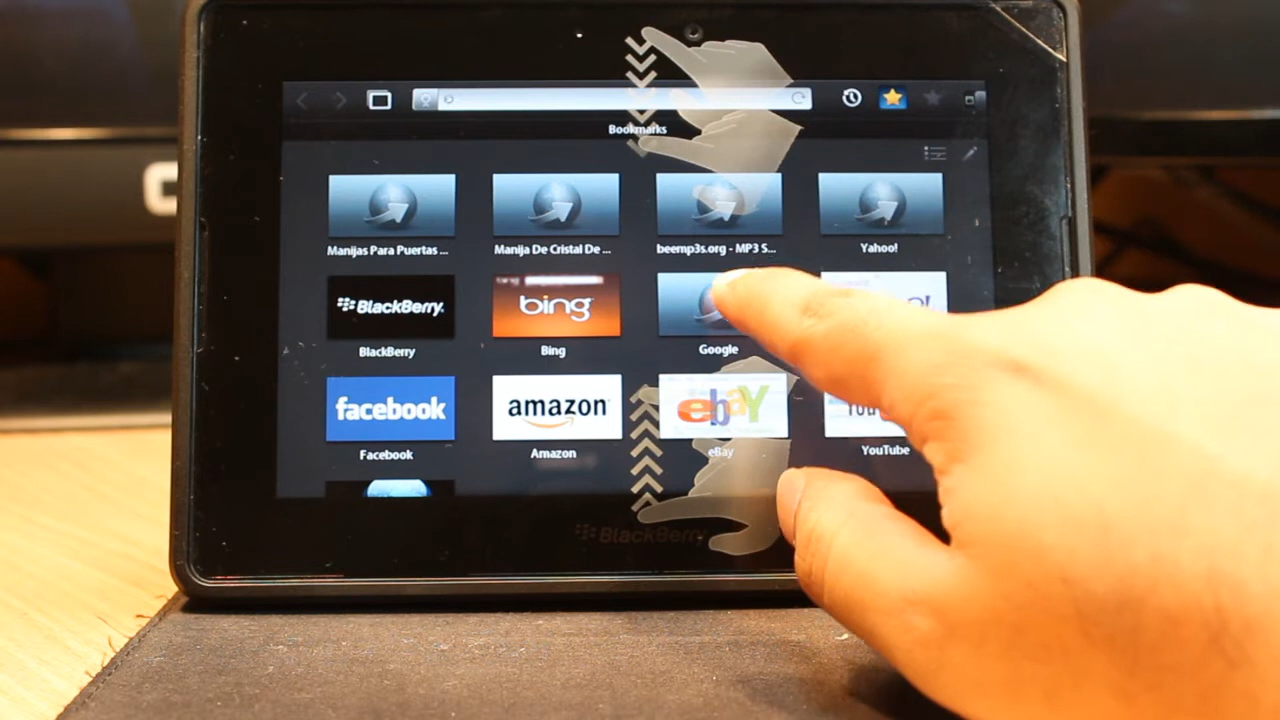 Bookmarks
Manijas Para Puertas ...
Manija De Cristal De ...
beemp3s.org - MP3 S...
Yahoo!
BlackBerry.
bing
BlackBerry
Bing
Google
facebook
amazon
ebaY
Facebook
Amazon
eBay
YouTube
BlackBerry